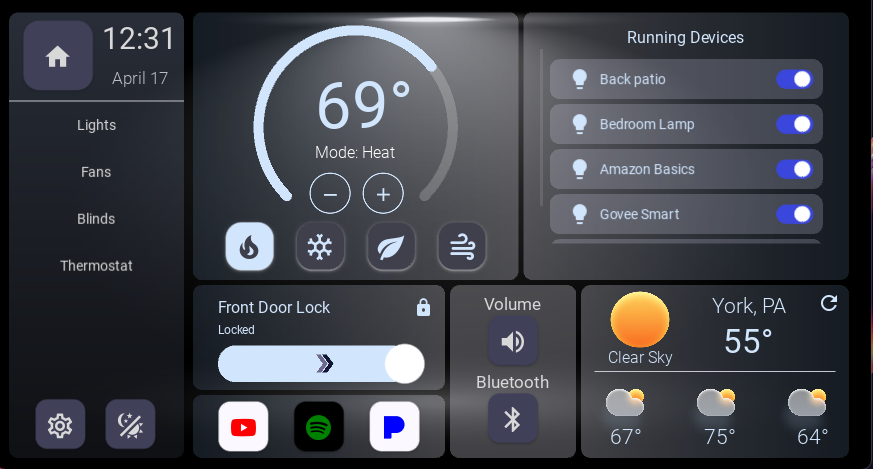 12:31
April 17
Lights
Fans
Blinds
Thermostat
69°
Mode: Heat
Running Devices
Back patio
Bedroom Lamp
Amazon Basics
Govee Smart
Front Door Lock
Locked
Volume
Bluetooth
York, PA
55°
Clear Sky
67°
75°
64°